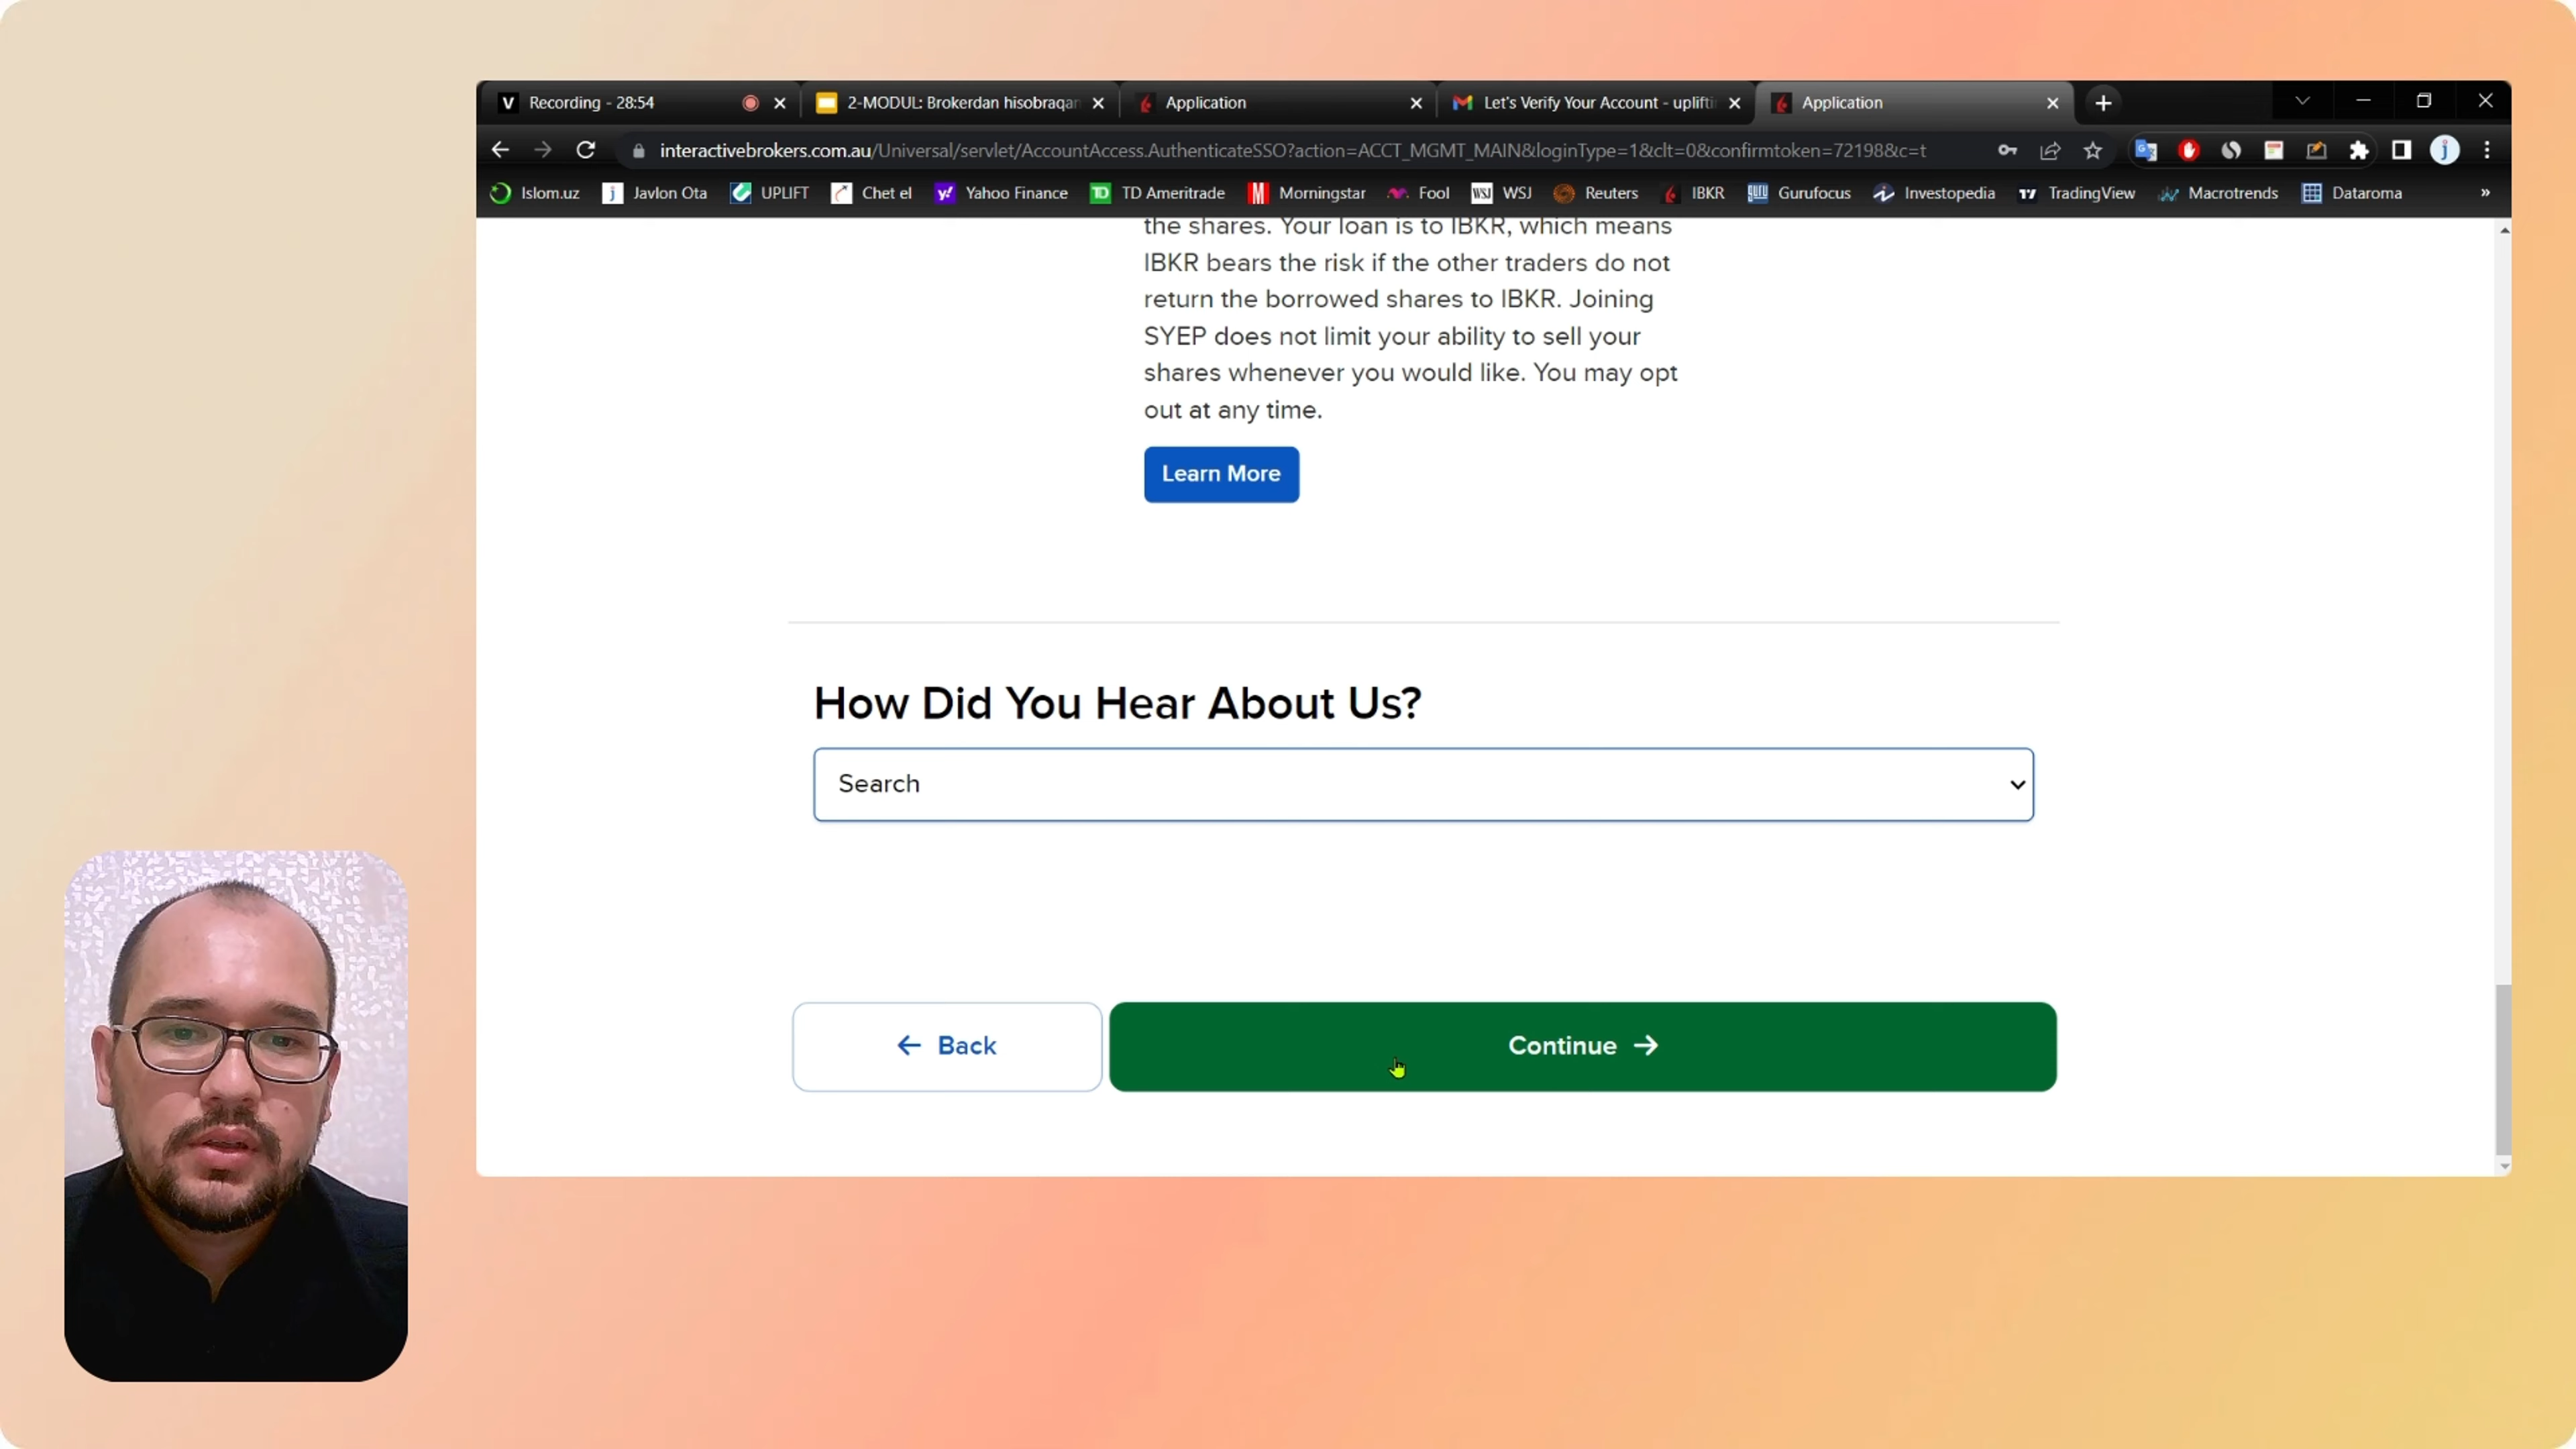 Recording - 28:54
2-MODUL: Brokerdan hisobraqan
Application
Let's Verify Your Account - uplifti
Application
interactivebrokers.com.au/Universal/servlet/AccountAccess.AuthenticateSSO?action=ACCT_MGMT_MAIN&loginType=1&clt=0&confirmtoken=72198&c=t
Islom.uz
Javlon Ota
UPLIFT
Chet el
Yahoo Finance
TD Ameritrade
Morningstar
Fool
WSJ
Reuters
IBKR
Gurufocus
Investopedia
TradingView
Macrotrends
Dataroma
the shares. Your loan is to IBKR, which means
IBKR bears the risk if the other traders do not
return the borrowed shares to IBKR. Joining
SYEP does not limit your ability to sell your
shares whenever you would like. You may opt
out at any time.
Learn More
How Did You Hear About Us?
Search
Back
Continue